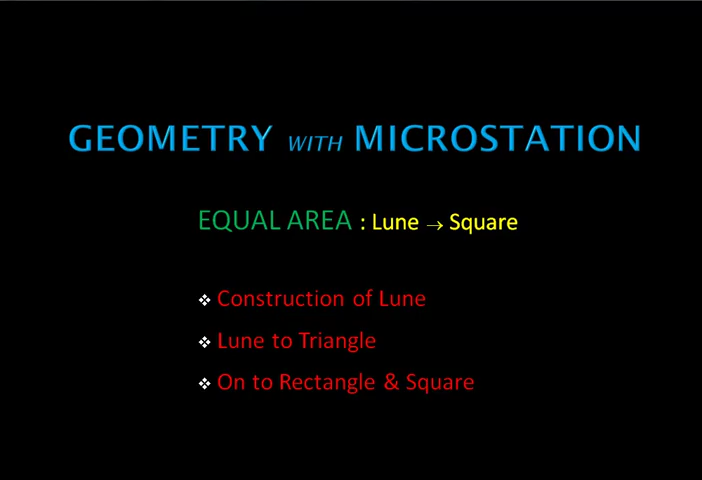 GEOMETRY WITH MICROSTATION
EQUAL AREA : Lune → Square
❖ Construction of Lune
❖ Lune to Triangle
❖ On to Rectangle & Square